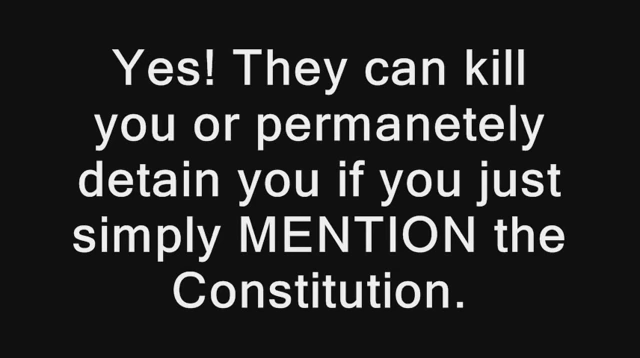 Yes! They can kill
you or permanetely
detain you if you just
simply MENTION the
Constitution.